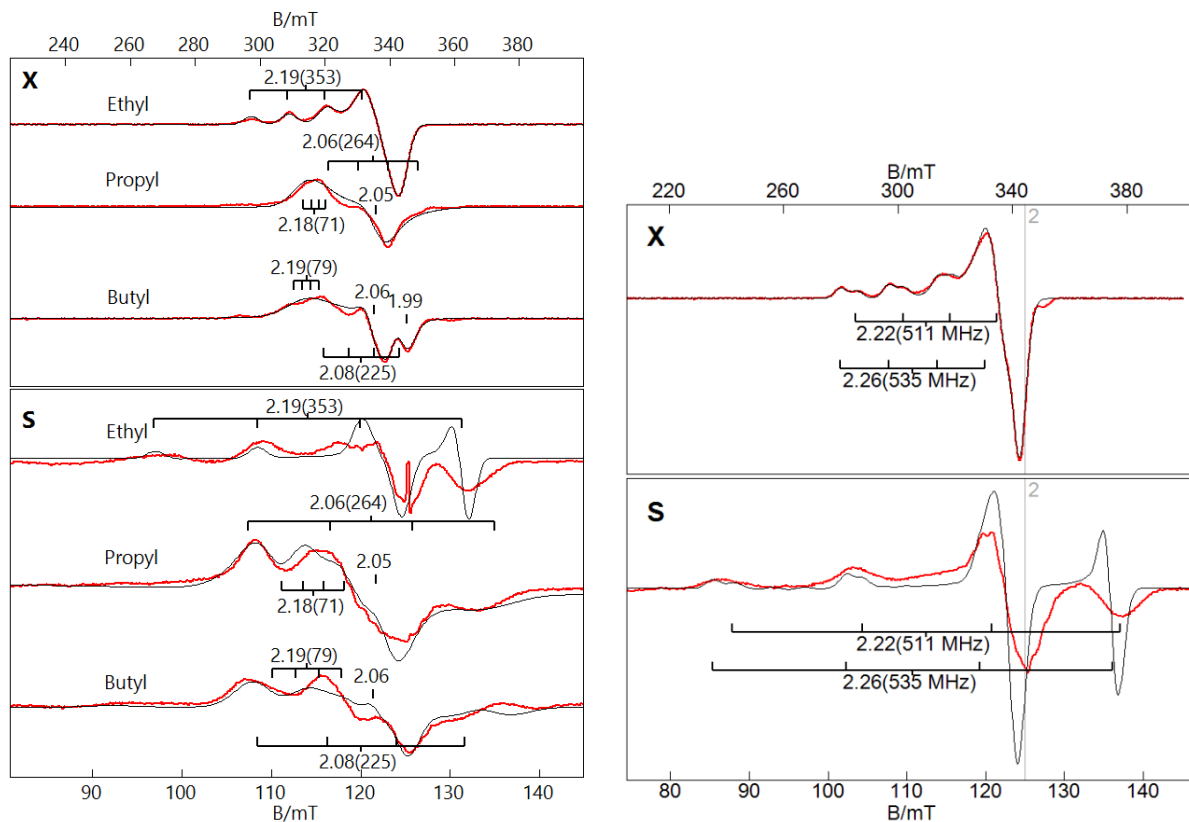 B/mT
240 260 280 300 320 340 360 380
X
2.19(353)
Ethyl
2.06(264)
Propyl
2.05
2.18(71)
2.19(79)
Butyl
2.06
1.99
2.08(225)
S
2.19(353)
Ethyl
2.06(264)
Propyl
2.05
2.18(71)
2.19(79)
Butyl
2.06
2.08(225)
90 100 110 120 130 140
B/mT
B/mT
220 260 300 340 380
X
2
2.22(511 MHz)
2.26(535 MHz)
S
2
2.22(511 MHz)
2.26(535 MHz)
80 90 100 110 120 130 140
B/mT